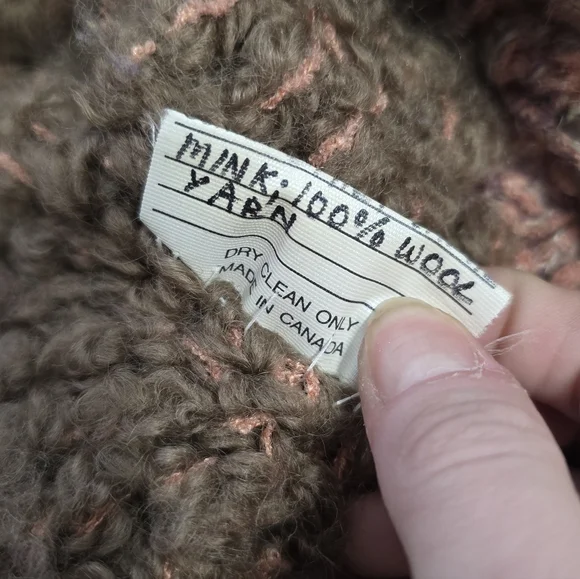 MINK; 100% WOOL
YARN
DRY CLEAN ONLY
MADE IN CANADA